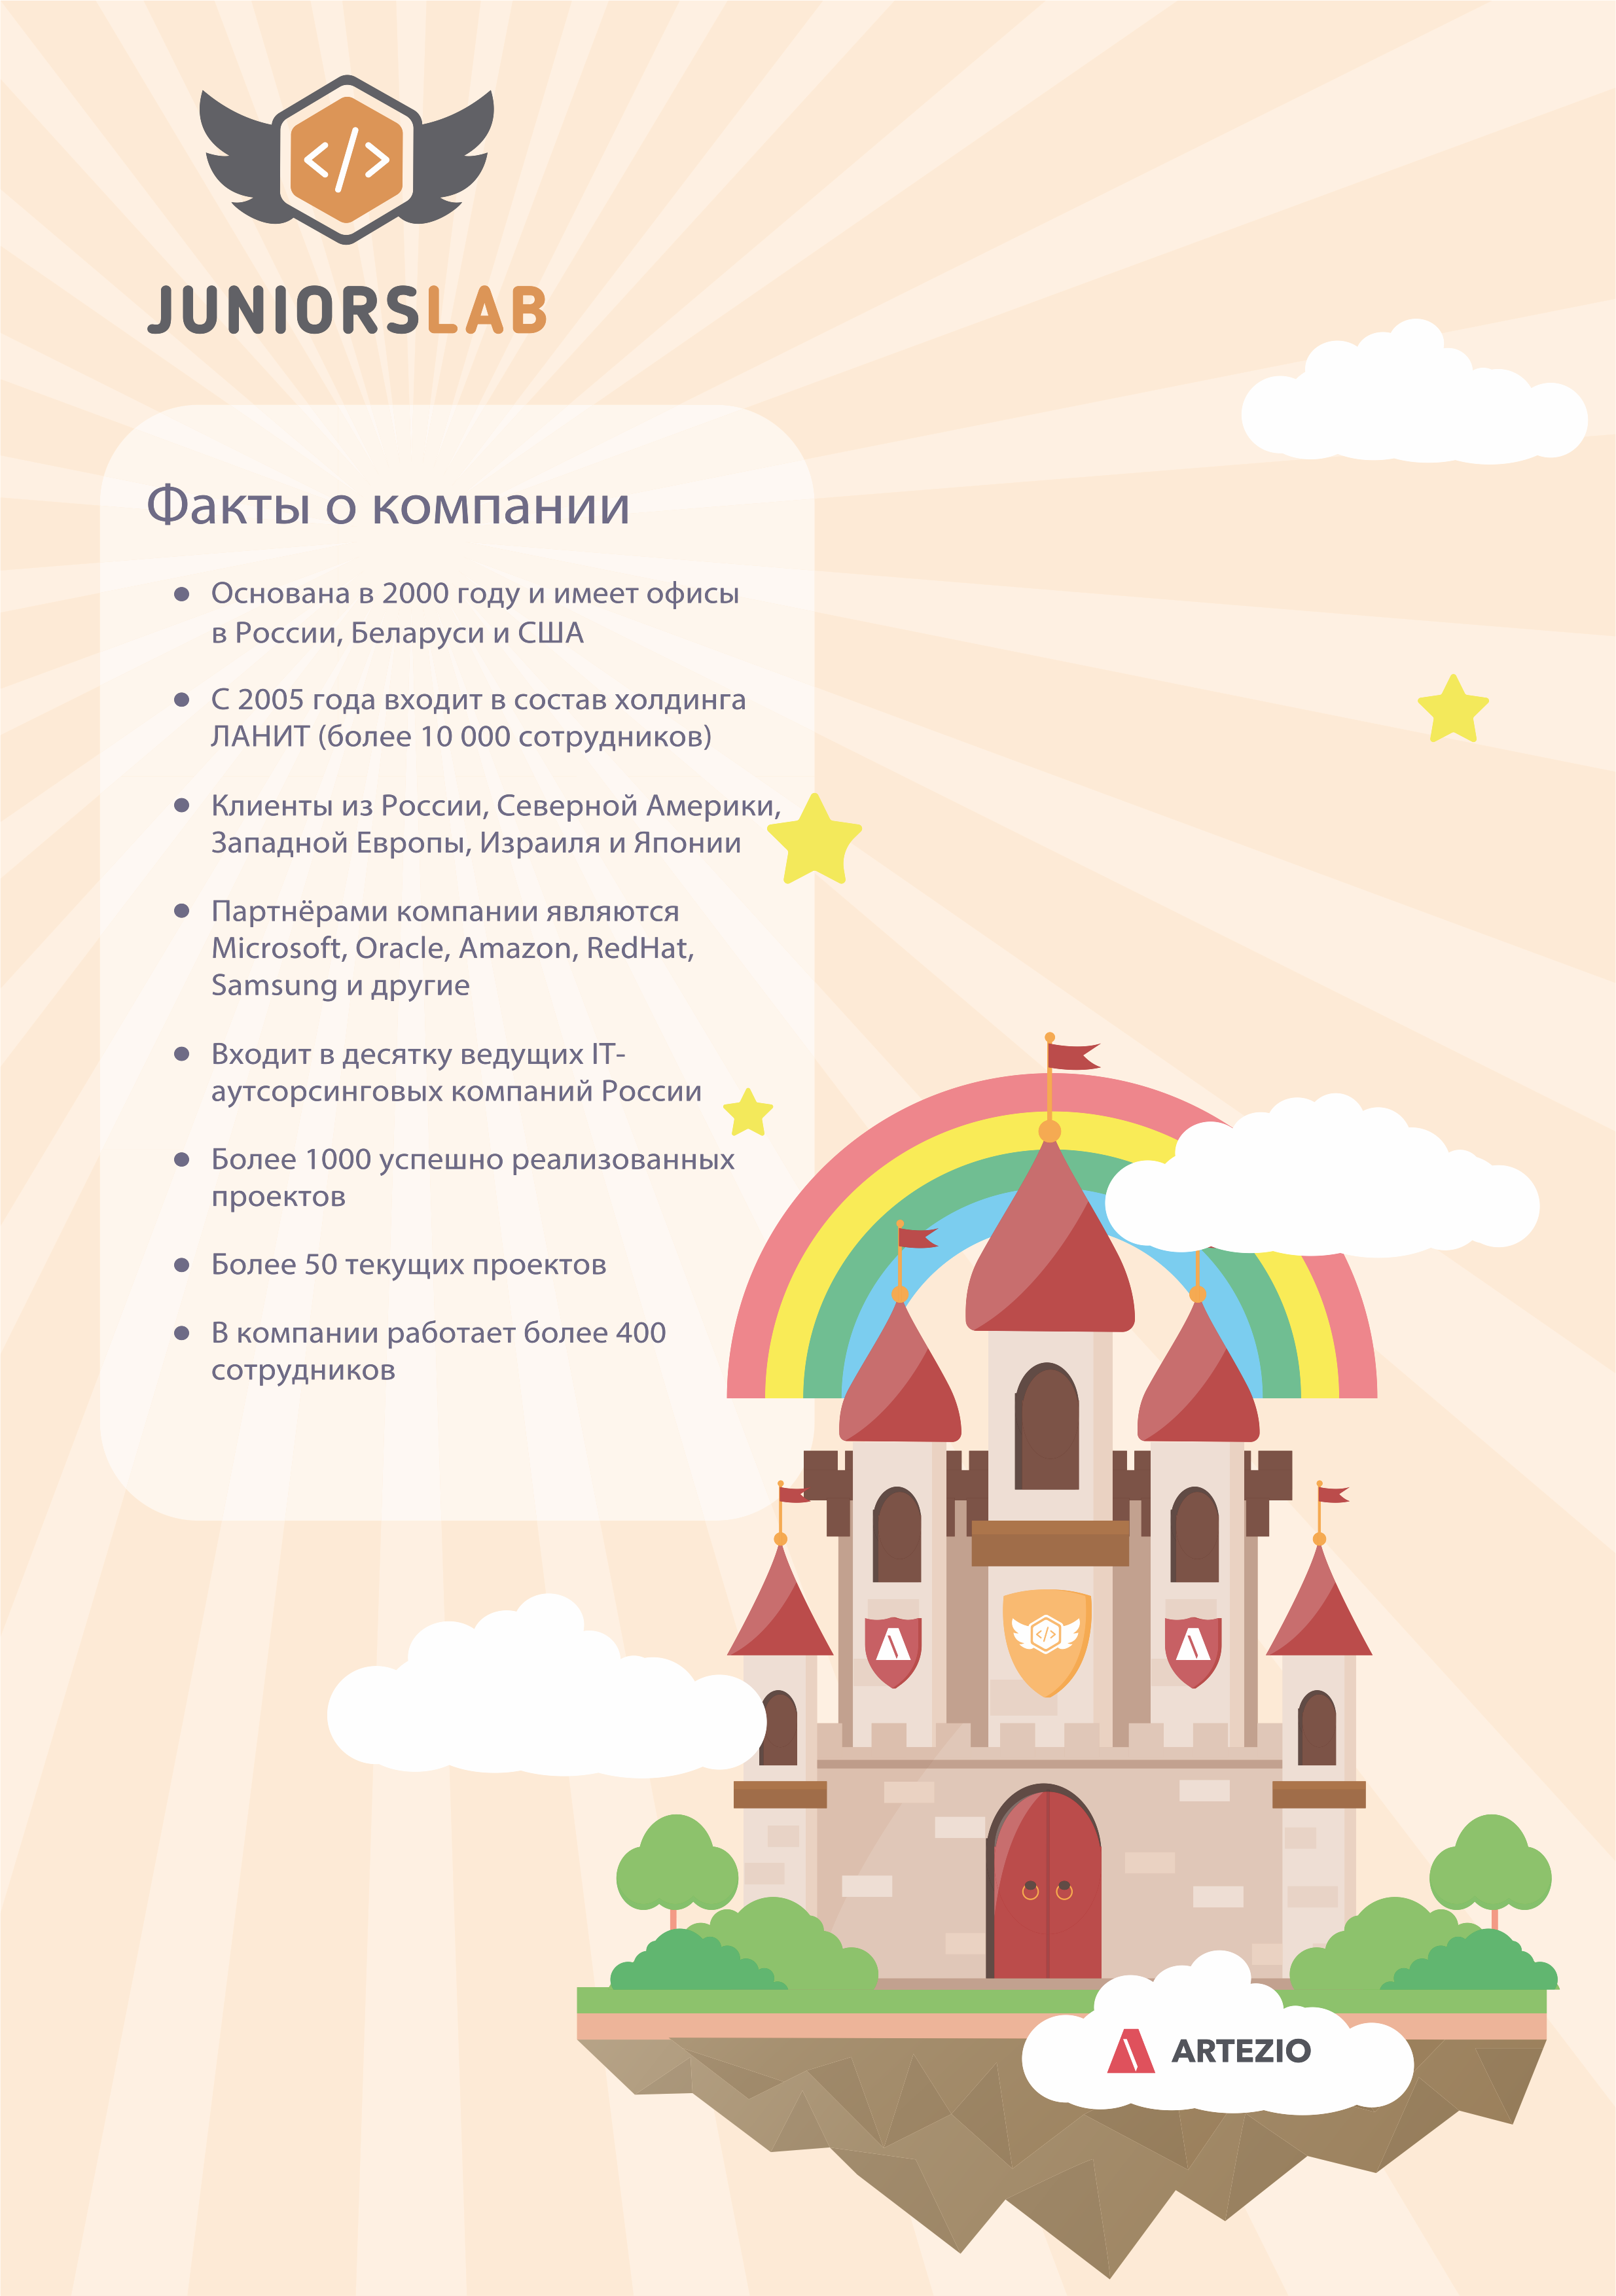 </>
JUNIORSLAB
Факты о компании
● Основана в 2000 году и имеет офисы
в России, Беларуси и США
● С 2005 года входит в состав холдинга
ЛАНИТ (более 10 000 сотрудников)
● Клиенты из России, Северной Америки,
Западной Европы, Израиля и Японии
● Партнёрами компании являются
Microsoft, Oracle, Amazon, RedHat,
Samsung и другие
● Входит в десятку ведущих IT-
аутсорсинговых компаний России
● Более 1000 успешно реализованных
проектов
● Более 50 текущих проектов
● В компании работает более 400
сотрудников
</>
ARTEZIO